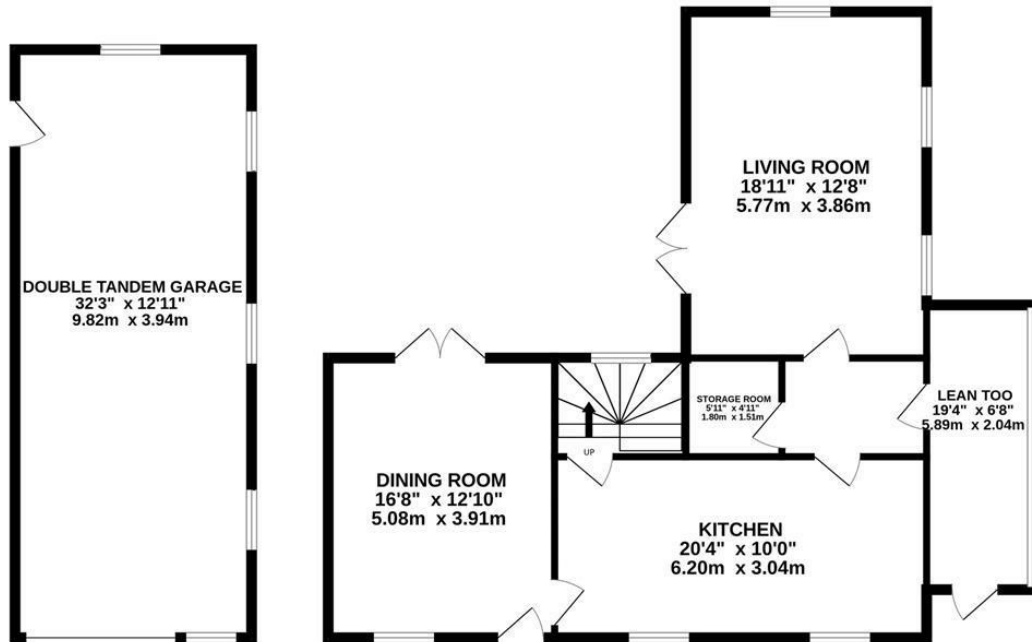 LIVING ROOM
18'11" x 12'8"
5.77m x 3.86m
DOUBLE TANDEM GARAGE
32'3" x 12'11"
9.82m x 3.94m
STORAGE ROOM
5'11" x 4'11"
1.80m x 1.51m
LEAN TOO
19'4" x 6'8"
5.89m x 2.04m
UP
DINING ROOM
16'8" x 12'10"
5.08m x 3.91m
KITCHEN
20'4" x 10'0"
6.20m x 3.04m